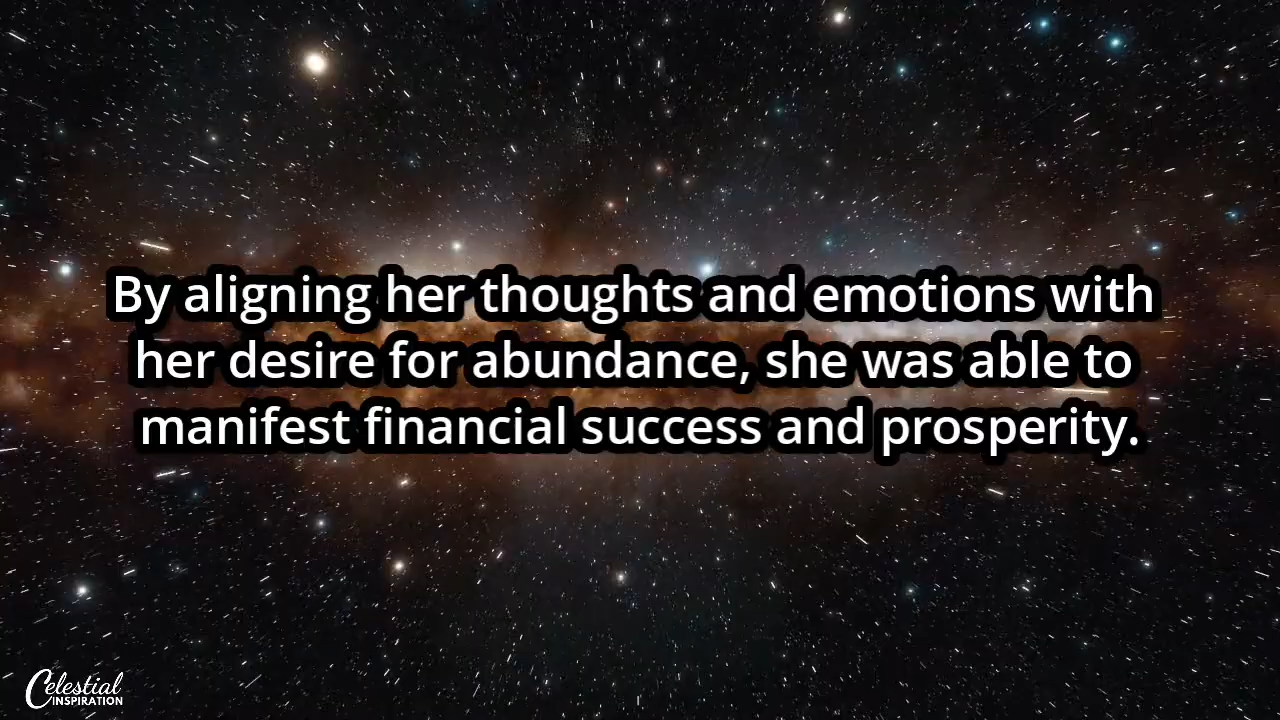 By aligning her thoughts and emotions with
her desire for abundance, she was able to
manifest financial success and prosperity.
Celestial
INSPIRATION